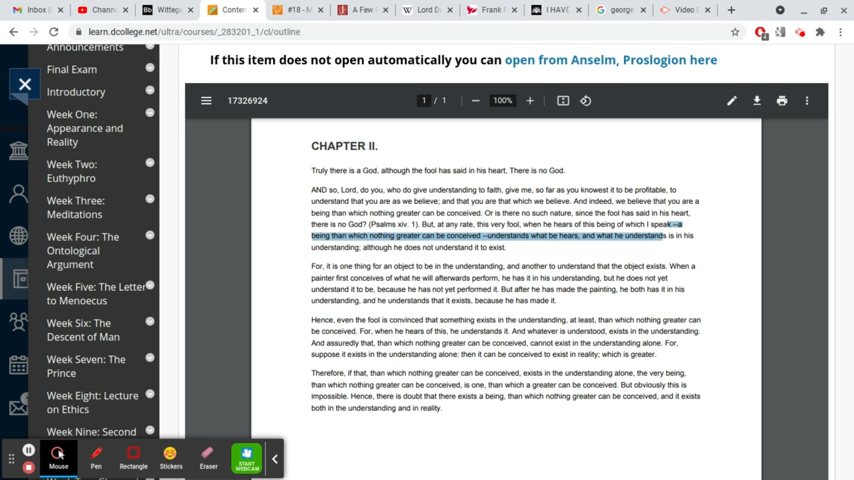 Inbox (
Chann
Wittege
Conten
#18 - M
A Few I
Lord Da
Frank !
I HAVE
george
Video D
learn.dcollege.net/ultra/courses/_283201_1/cl/outline
Announcements
Final Exam
Introductory
Week One:
Appearance and
Reality
Week Two:
Euthyphro
Week Three:
Meditations
Week Four: The
Ontological
Argument
Week Five: The Letter
to Menoecus
Week Six: The
Descent of Man
Week Seven: The
Prince
Week Eight: Lecture
on Ethics
Week Nine: Second
If this item does not open automatically you can open from Anselm, Proslogion here
17326924
1 / 1
100%
CHAPTER II.
Truly there is a God, although the fool has said in his heart, There is no God.
AND so, Lord, do you, who do give understanding to faith, give me, so far as you knowest it to be profitable, to
understand that you are as we believe; and that you are that which we believe. And indeed, we believe that you are a
being than which nothing greater can be conceived. Or is there no such nature, since the fool has said in his heart,
there is no God? (Psalms xiv. 1). But, at any rate, this very fool, when he hears of this being of which I speak --a
being than which nothing greater can be conceived --understands what be hears, and what he understands is in his
understanding; although he does not understand it to exist.
For, it is one thing for an object to be in the understanding, and another to understand that the object exists. When a
painter first conceives of what he will afterwards perform, he has it in his understanding, but he does not yet
understand it to be, because he has not yet performed it. But after he has made the painting, he both has it in his
understanding, and he understands that it exists, because he has made it.
Hence, even the fool is convinced that something exists in the understanding, at least, than which nothing greater can
be conceived. For, when he hears of this, he understands it. And whatever is understood, exists in the understanding.
And assuredly that, than which nothing greater can be conceived, cannot exist in the understanding alone. For,
suppose it exists in the understanding alone: then it can be conceived to exist in reality; which is greater.
Therefore, if that, than which nothing greater can be conceived, exists in the understanding alone, the very being,
than which nothing greater can be conceived, is one, than which a greater can be conceived. But obviously this is
impossible. Hence, there is doubt that there exists a being, than which nothing greater can be conceived, and it exists
both in the understanding and in reality.
Mouse
Pen
Rectangle
Stickers
Eraser
START
WEBCAM